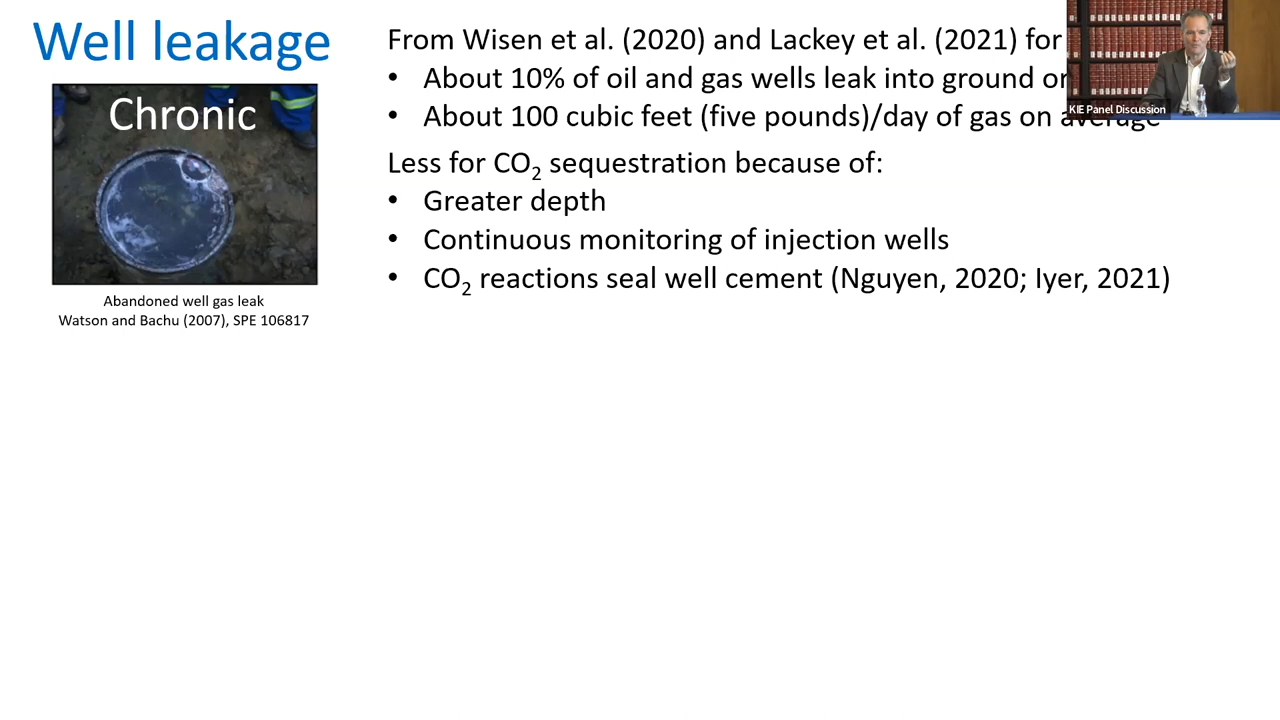 Well leakage
Chronic
Abandoned well gas leak
Watson and Bachu (2007), SPE 106817
From Wisen et al. (2020) and Lackey et al. (2021) for
• About 10% of oil and gas wells leak into ground or
• About 100 cubic feet (five pounds)/day of gas on average
Less for CO₂ sequestration because of:
• Greater depth
• Continuous monitoring of injection wells
• CO₂ reactions seal well cement (Nguyen, 2020; Iyer, 2021)
KIE Panel Discussion